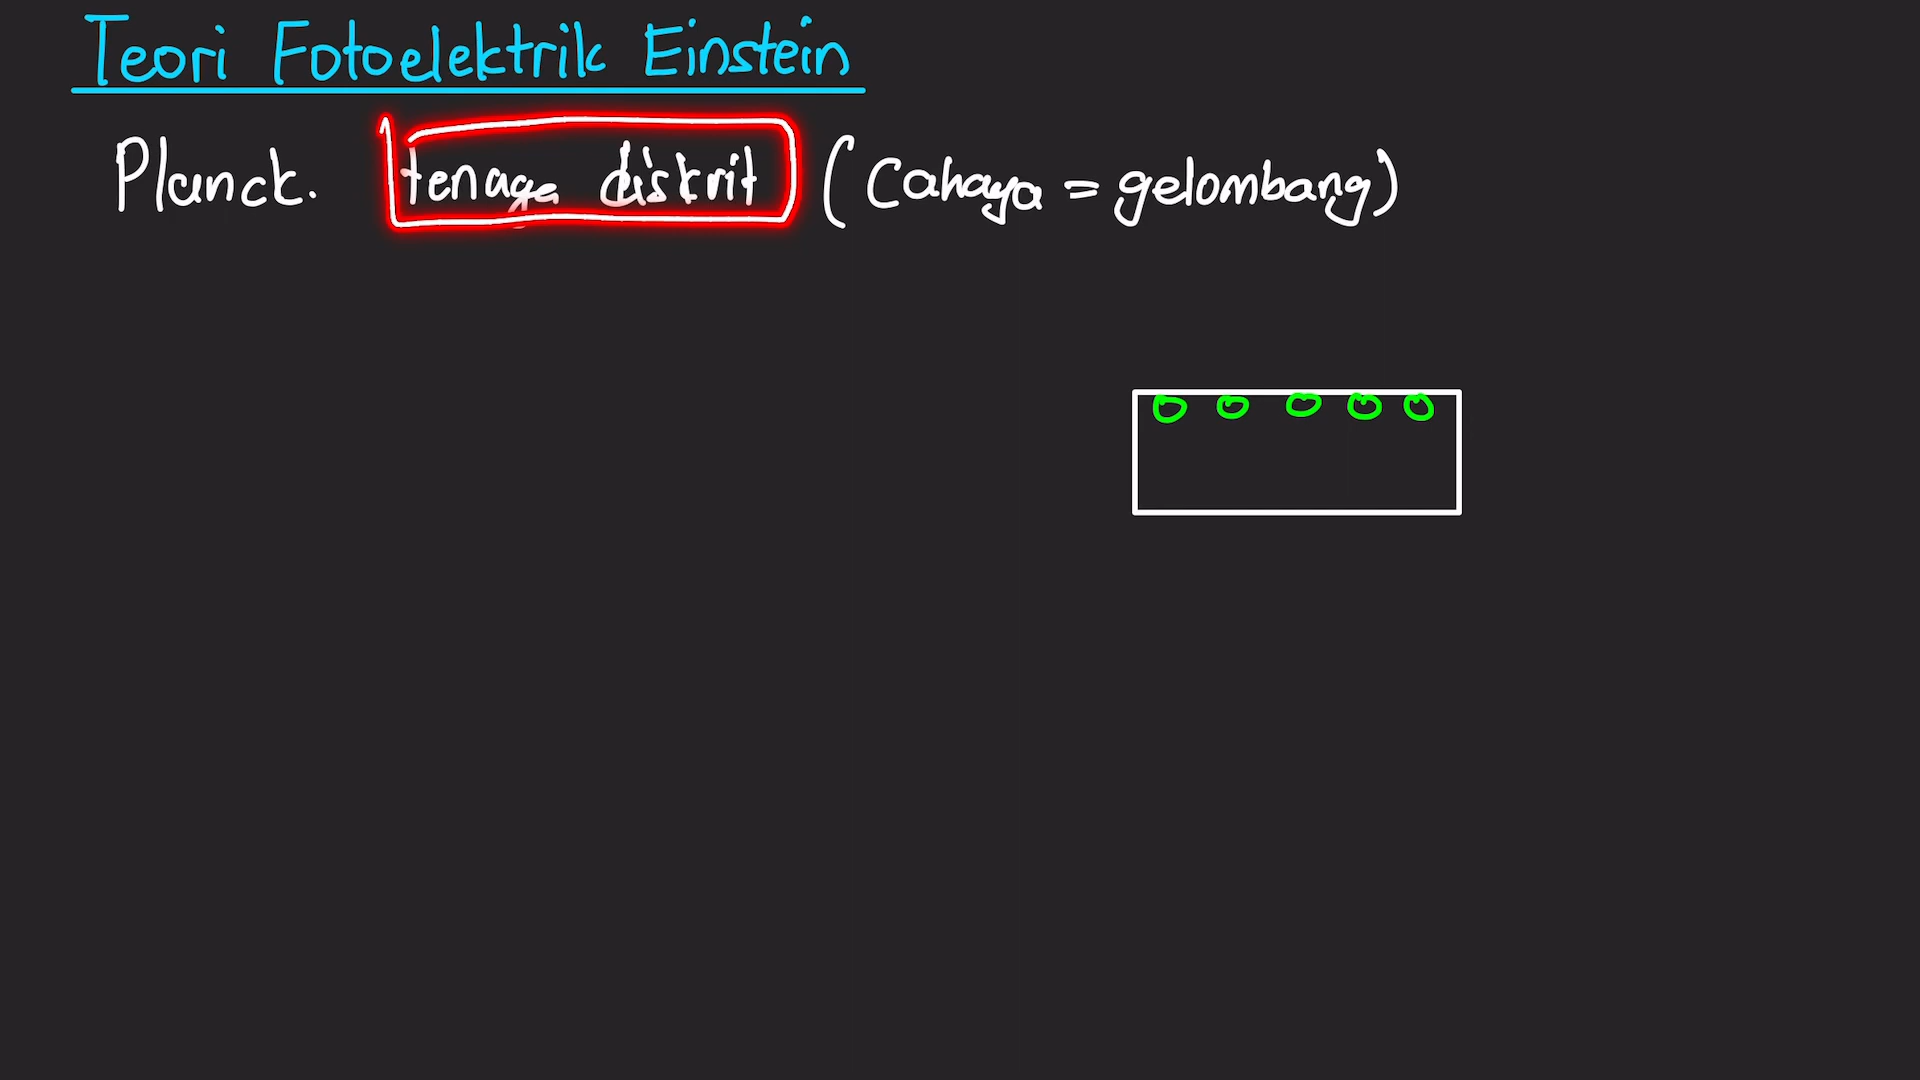 Teori Fotoelektrik Einstein
Planck. tenaga diskrit (Cahaya = gelombang)